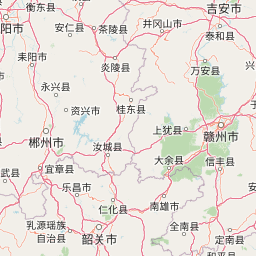 衡东县
吉安市
阳市
安仁县
茶陵县
井冈山市
泰和县
耒阳市
炎陵县
万安县
永兴县
资兴市
桂东县
上犹县
赣州市
郴州市
汝城县
大余县
信丰县
宜章县
乐昌市
仁化县
南雄市
乳源瑶族
自治县
全南县
韶关市
定南县
和平县